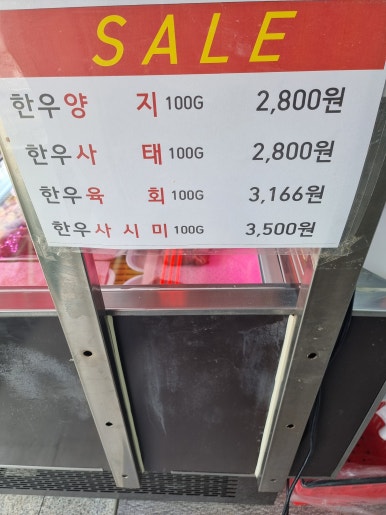 SALE
한우양 지 100G 2,800원
한우사 태 100G 2,800원
한우육 회 100G 3,166원
한우사시미 100G 3,500원